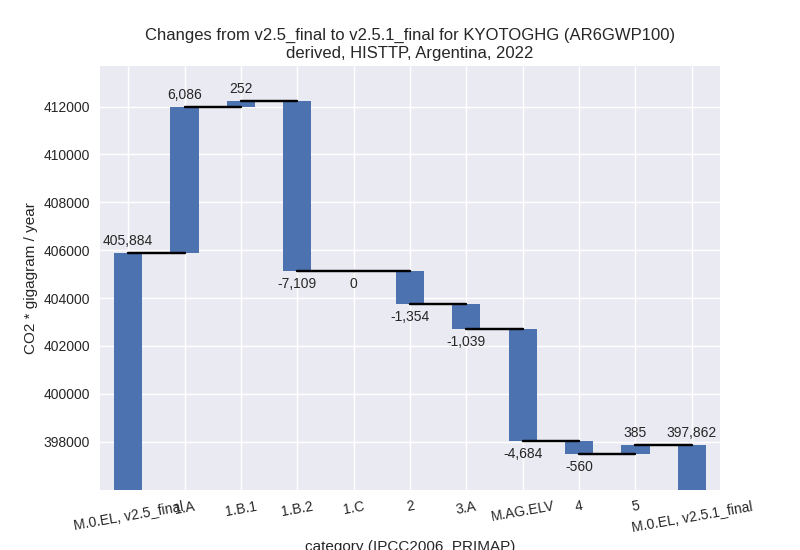 Changes from v2.5_final to v2.5.1_final for KYOTOGHG (AR6GWP100)
derived, HISTTP, Argentina, 2022
CO2 * gigagram / year
412000
410000
408000
406000
404000
402000
400000
398000
405,884
6,086
252
-7,109
0
-1,354
-1,039
-4,684
-560
385
397,862
M.0.EL, v2.5_final
1.A
1.B.1
1.B.2
1.C
2
3.A
M.AG.ELV
4
5
M.0.EL, v2.5.1_final
category (IPCC2006_PRIMAP)